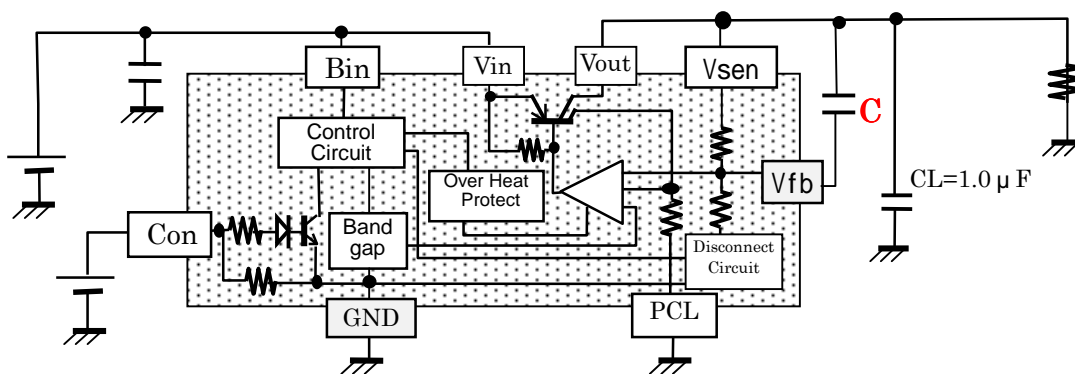 Bin
Vin
Vout
Vsen
C
Control
Circuit
Over Heat
Protect
Vfb
CL=1.0 μ F
Con
Band
gap
Disconnect
Circuit
GND
PCL